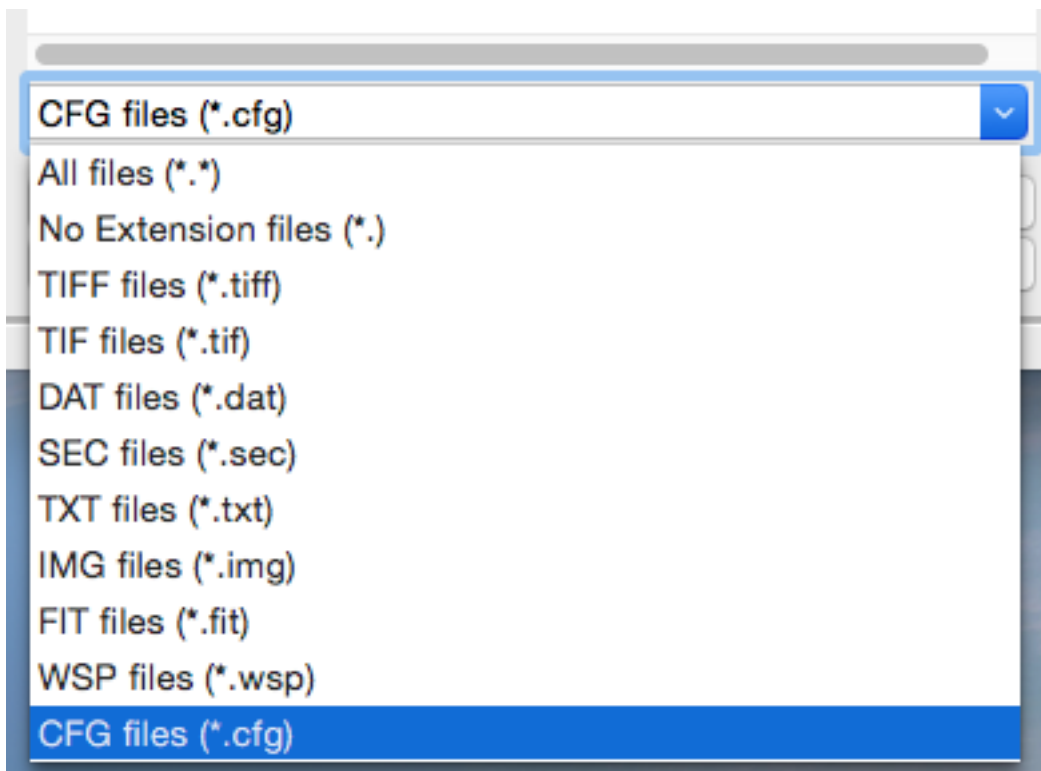 CFG files (*.cfg)
All files (*.*)
No Extension files (*.)
TIFF files (*.tiff)
TIF files (*.tif)
DAT files (*.dat)
SEC files (*.sec)
TXT files (*.txt)
IMG files (*.img)
FIT files (*.fit)
WSP files (*.wsp)
CFG files (*.cfg)